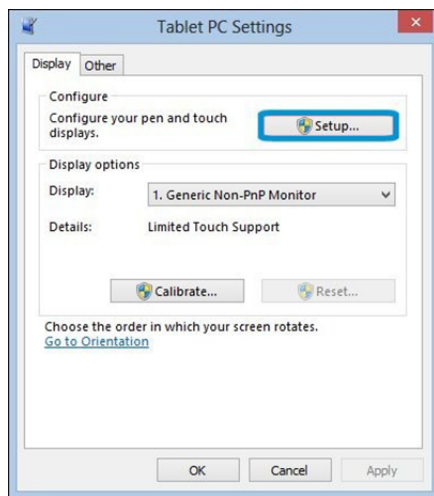 Tablet PC Settings
Display Other
Configure
Configure your pen and touch
displays.
Setup...
Display options
Display:
1. Generic Non-PnP Monitor
Details:
Limited Touch Support
Calibrate...
Reset...
Choose the order in which your screen rotates.
Go to Orientation
OK
Cancel
Apply